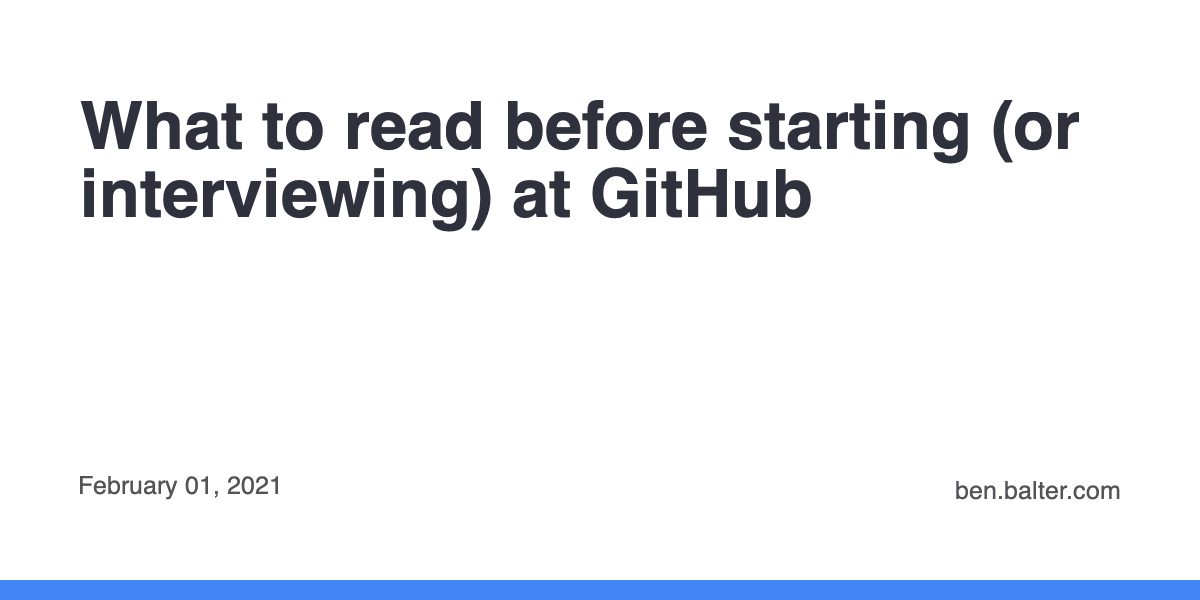 What to read before starting (or
interviewing) at GitHub
February 01, 2021
ben.balter.com